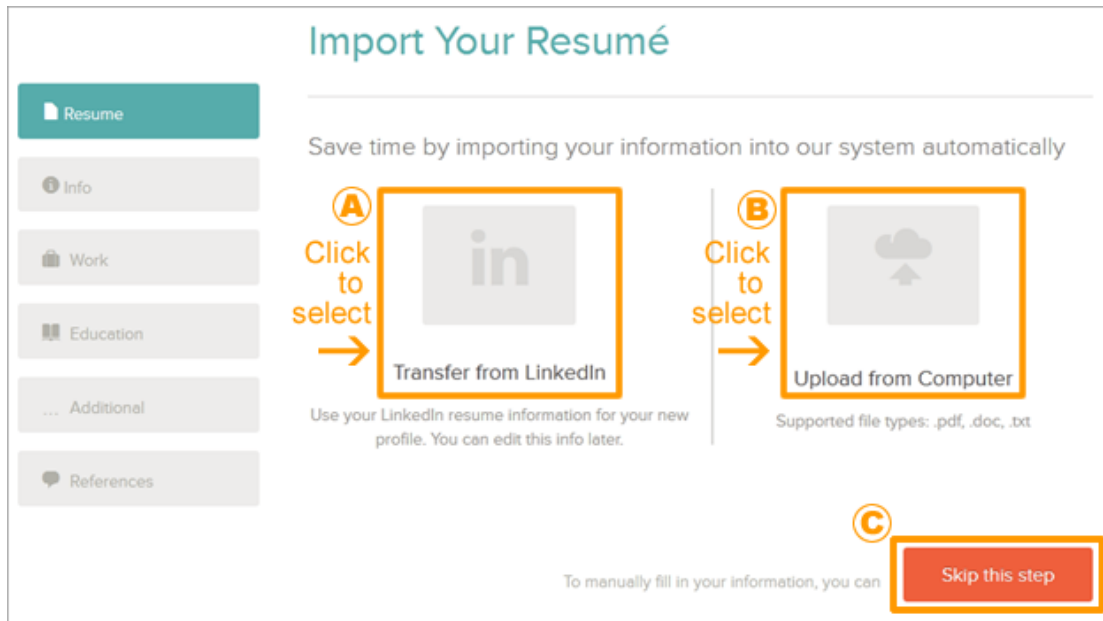 Import Your Resumé
Resume
Info
Work
Education
... Additional
References
Save time by importing your information into our system automatically
A
Click
to
select
→
in
Transfer from LinkedIn
Use your LinkedIn resume information for your new
profile. You can edit this info later.
B
Click
to
select
→
Upload from Computer
Supported file types: .pdf, .doc, .txt
C
To manually fill in your information, you can
Skip this step